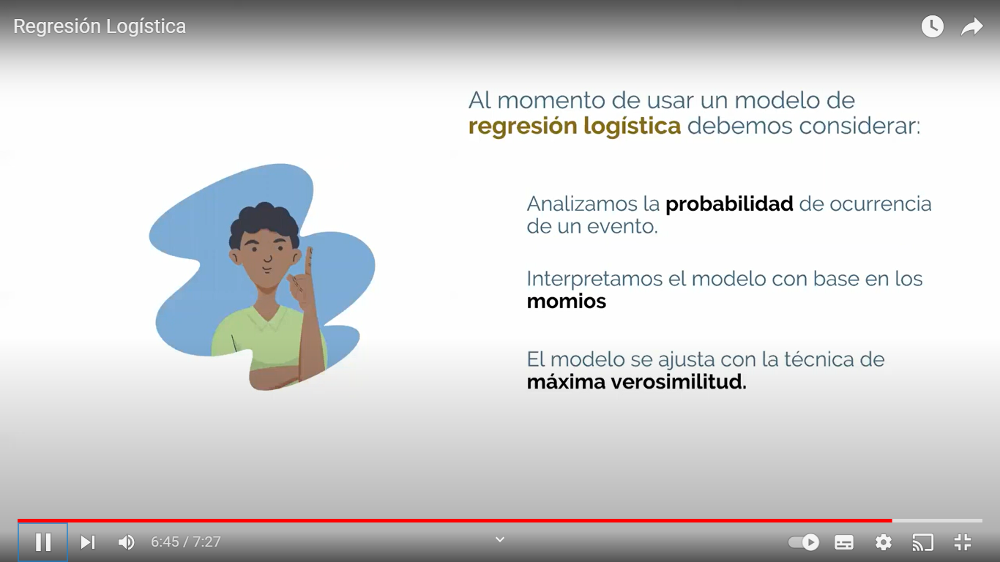 Regresión Logística
Al momento de usar un modelo de
regresión logística debemos considerar:
Analizamos la probabilidad de ocurrencia
de un evento.
Interpretamos el modelo con base en los
momios
El modelo se ajusta con la técnica de
máxima verosimilitud.
6:45 / 7:27